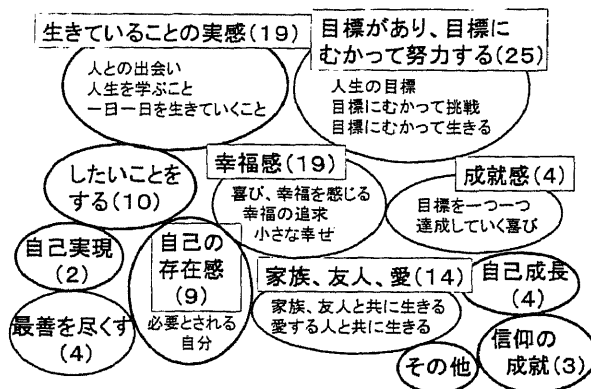 生きていることの実感(19)
人との出会い
人生を学ぶこと
一日一日を生きていくこと
目標があり、目標に
むかって努力する(25)
人生の目標
目標にむかって挑戦
目標にむかって生きる
したいことを
する(10)
幸福感(19)
喜び、幸福を感じる
幸福の追求
小さな幸せ
成就感(4)
目標を一つ一つ
達成していく喜び
自己実現
(2)
自己の
存在感
(9)
必要とされる
自分
家族、友人、愛(14)
家族、友人と共に生きる
愛する人と共に生きる
自己成長
(4)
最善を尽くす
(4)
その他
信仰の
成就(3)